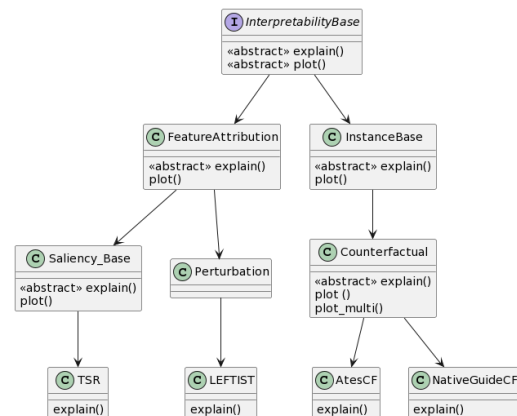 I InterpretabilityBase
«abstract» explain()
«abstract» plot()
C FeatureAttribution
«abstract» explain()
plot()
C InstanceBase
«abstract» explain()
plot()
C Saliency_Base
«abstract» explain()
plot()
C Perturbation
C Counterfactual
«abstract» explain()
plot ()
plot_multi()
C TSR
explain()
C LEFTIST
explain()
C AtesCF
explain()
C NativeGuideCF
explain()